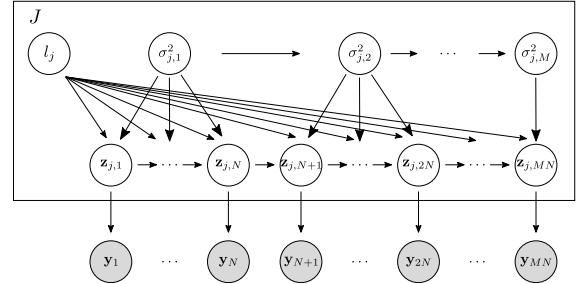 J
l_j σ²_{j,1} σ²_{j,2} ... σ²_{j,M}
z_{j,1} ... z_{j,N} z_{j,N+1} ... z_{j,2N} ... z_{j,MN}
y_1 ... y_N y_{N+1} ... y_{2N} ... y_{MN}